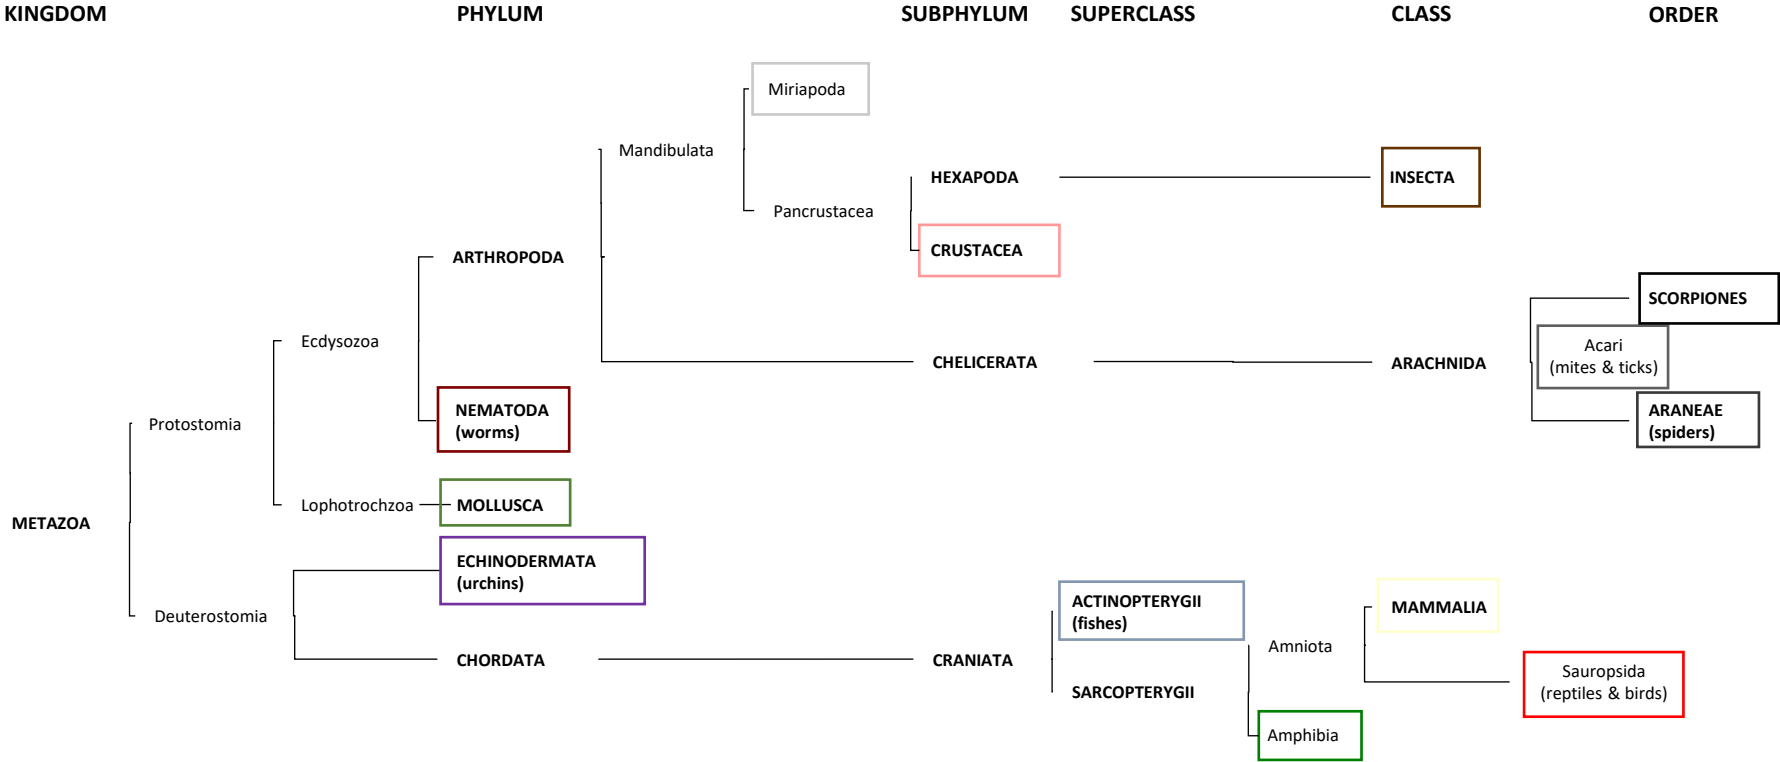 KINGDOM PHYLUM SUBPHYLUM SUPERCLASS CLASS ORDER
Miriapoda
Mandibulata
HEXAPODA
INSECTA
Pancrustacea
CRUSTACEA
ARTHROPODA
SCORPIONES
Ecdysozoa
Acari
(mites & ticks)
CHELICERATA
ARACHNIDA
NEMATODA
(worms)
ARANEAE
(spiders)
Protostomia
Lophotrochzoa
MOLLUSCA
METAZOA
ECHINODERMATA
(urchins)
Deuterostomia
ACTINOPTERYGII
(fishes)
MAMMALIA
Amniota
CHORDATA
CRANIATA
Sauropsida
(reptiles & birds)
SARCOPTERYGII
Amphibia